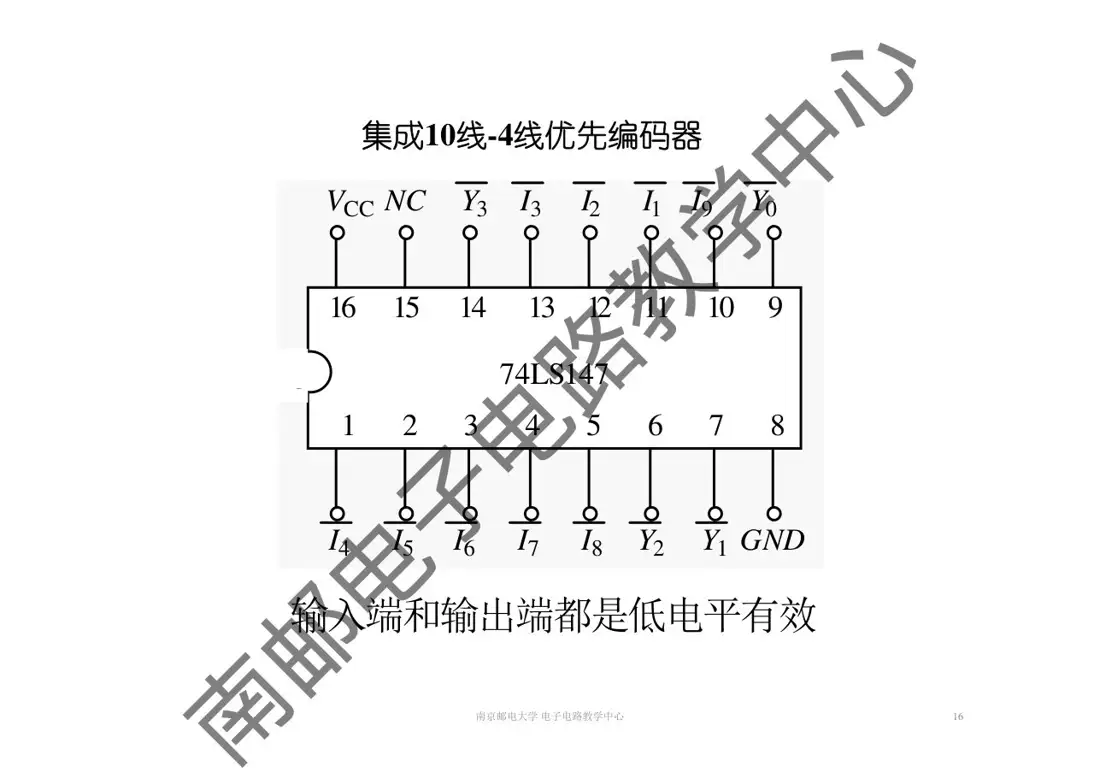 集成10线-4线优先编码器
VCC NC Y3 I3 I2 I1 I9 Y0
16 15 14 13 12 11 10 9
74LS147
1 2 3 4 5 6 7 8
I4 I5 I6 I7 I8 Y2 Y1 GND
输入端和输出端都是低电平有效
南邮电子电路教学中心
南京邮电大学 电子电路教学中心 16